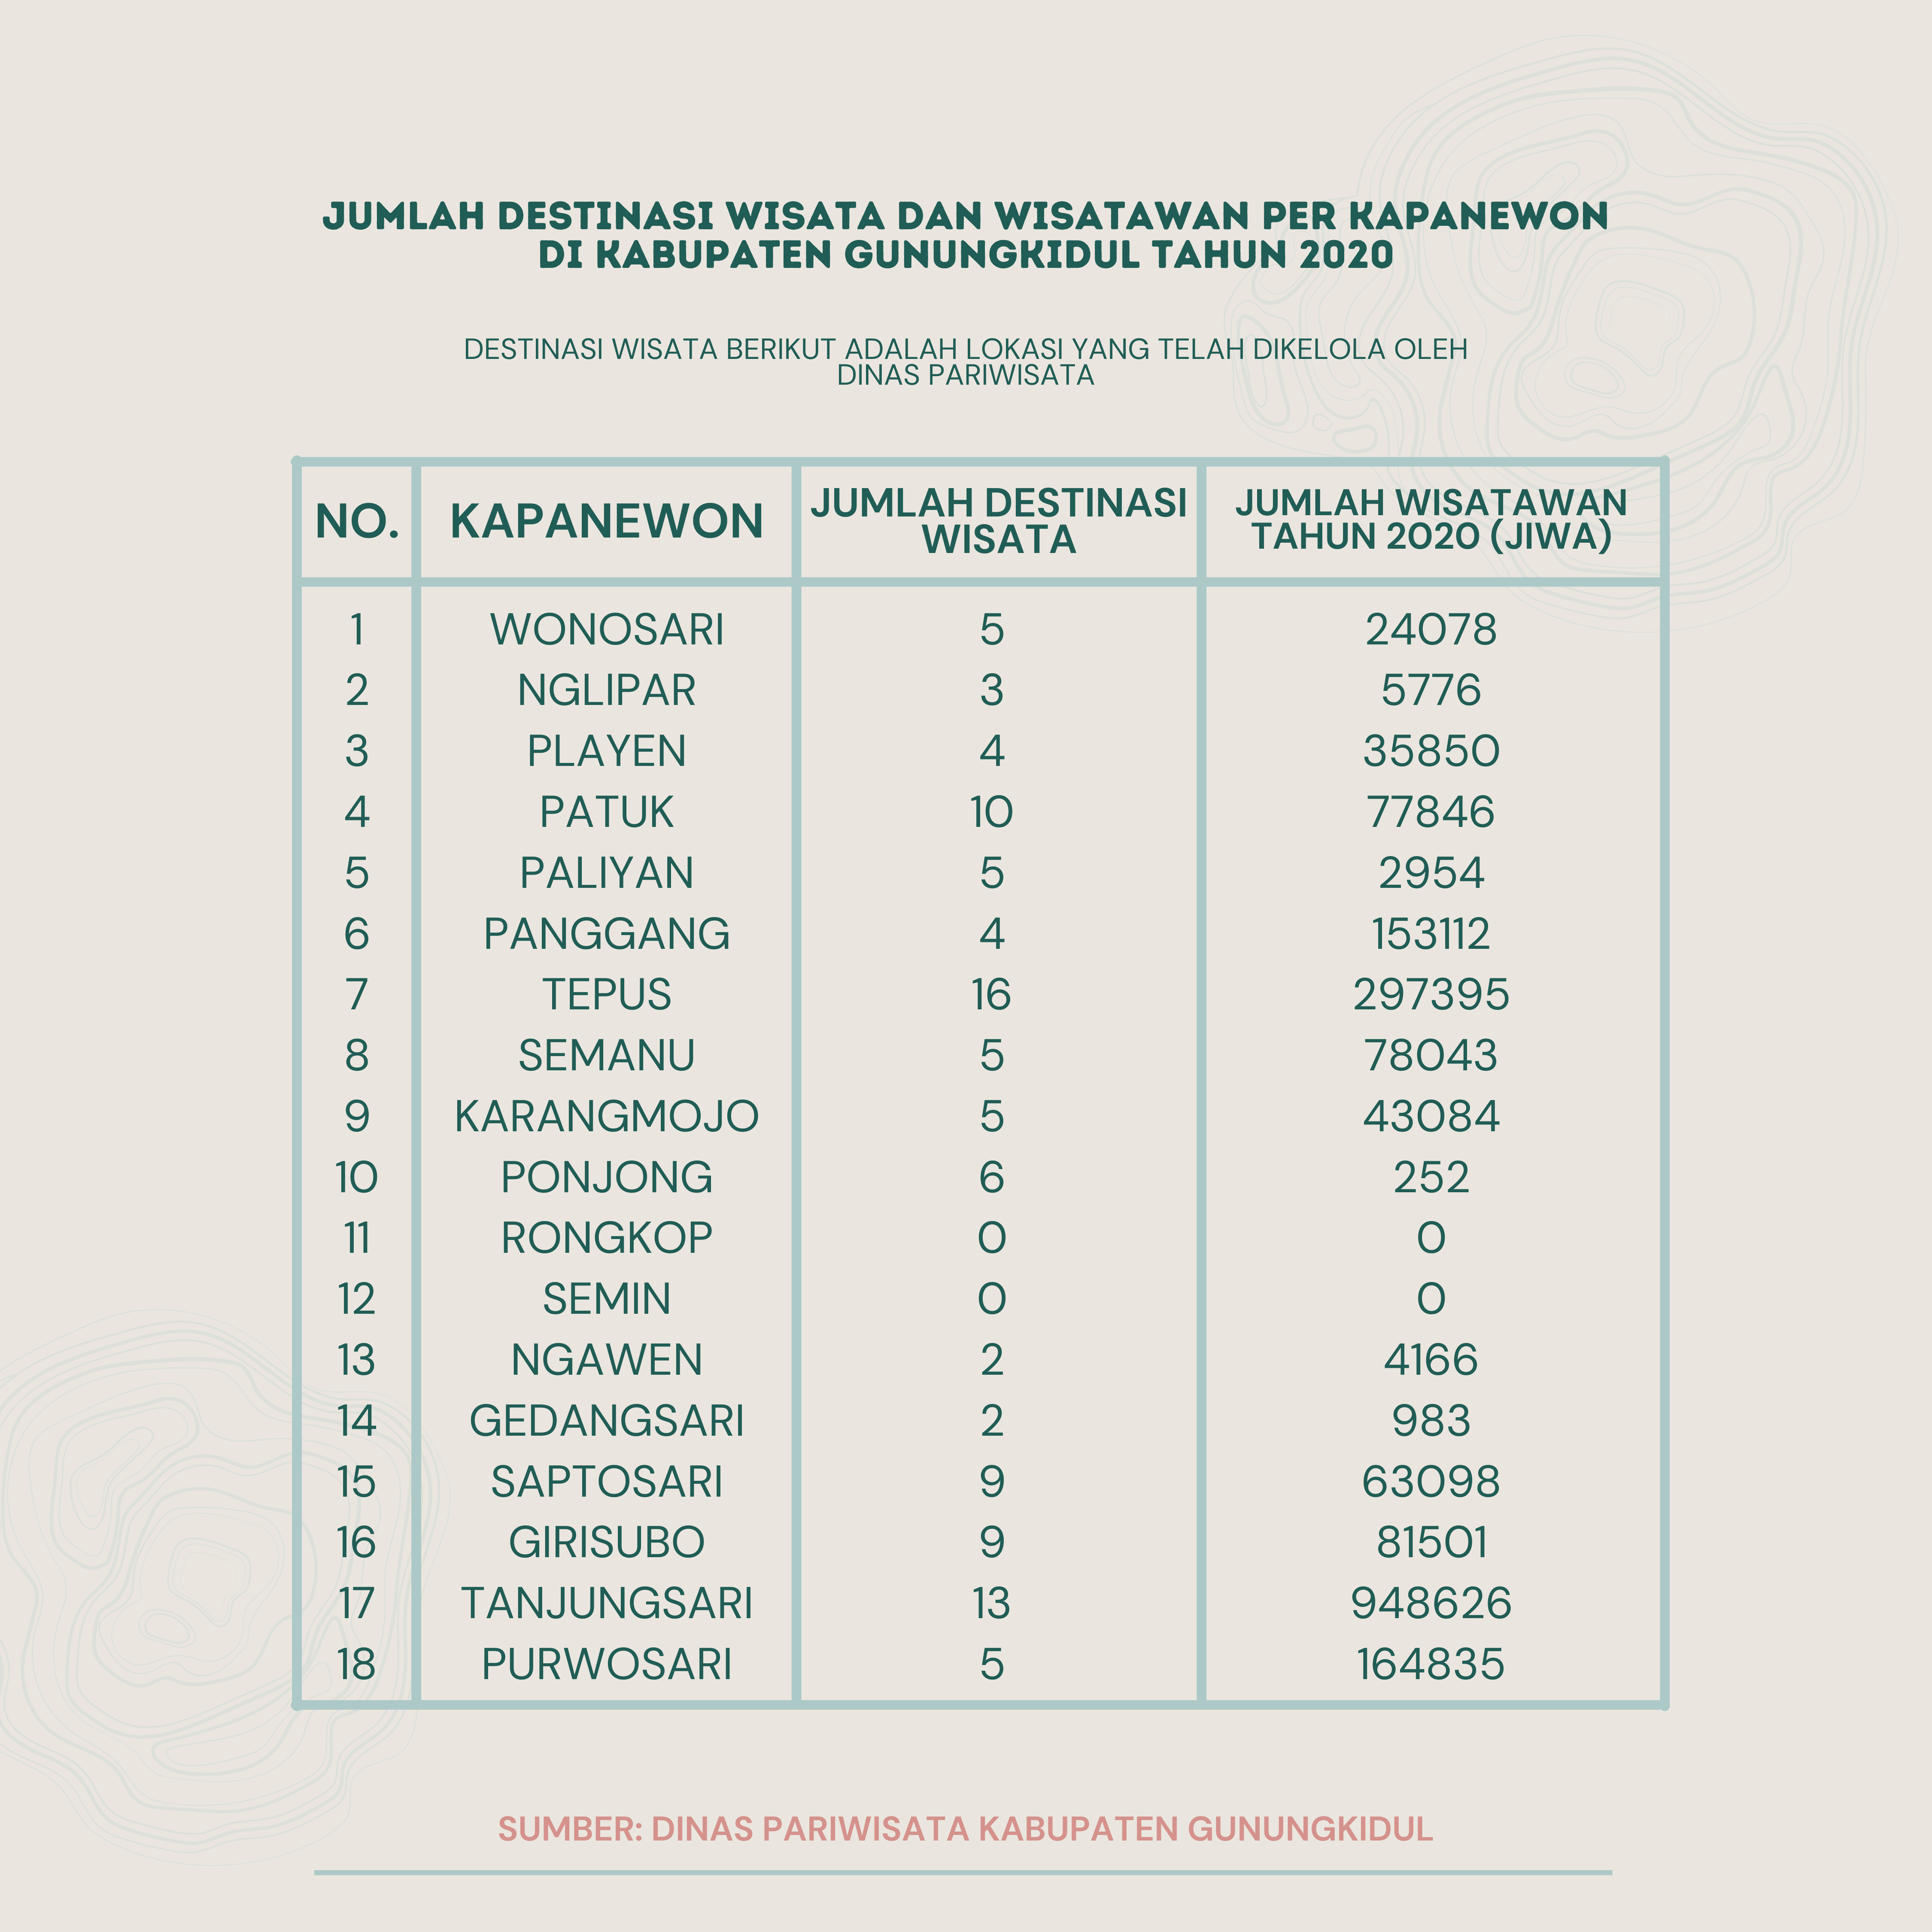 JUMLAH DESTINASI WISATA DAN WISATAWAN PER KAPANEWON
DI KABUPATEN GUNUNGKIDUL TAHUN 2020
DESTINASI WISATA BERIKUT ADALAH LOKASI YANG TELAH DIKELOLA OLEH
DINAS PARIWISATA
NO. KAPANEWON JUMLAH DESTINASI WISATA JUMLAH WISATAWAN TAHUN 2020 (JIWA)
1 WONOSARI 5 24078
2 NGLIPAR 3 5776
3 PLAYEN 4 35850
4 PATUK 10 77846
5 PALIYAN 5 2954
6 PANGGANG 4 153112
7 TEPUS 16 297395
8 SEMANU 5 78043
9 KARANGMOJO 5 43084
10 PONJONG 6 252
11 RONGKOP 0 0
12 SEMIN 0 0
13 NGAWEN 2 4166
14 GEDANGSARI 2 983
15 SAPTOSARI 9 63098
16 GIRISUBO 9 81501
17 TANJUNGSARI 13 948626
18 PURWOSARI 5 164835
SUMBER: DINAS PARIWISATA KABUPATEN GUNUNGKIDUL